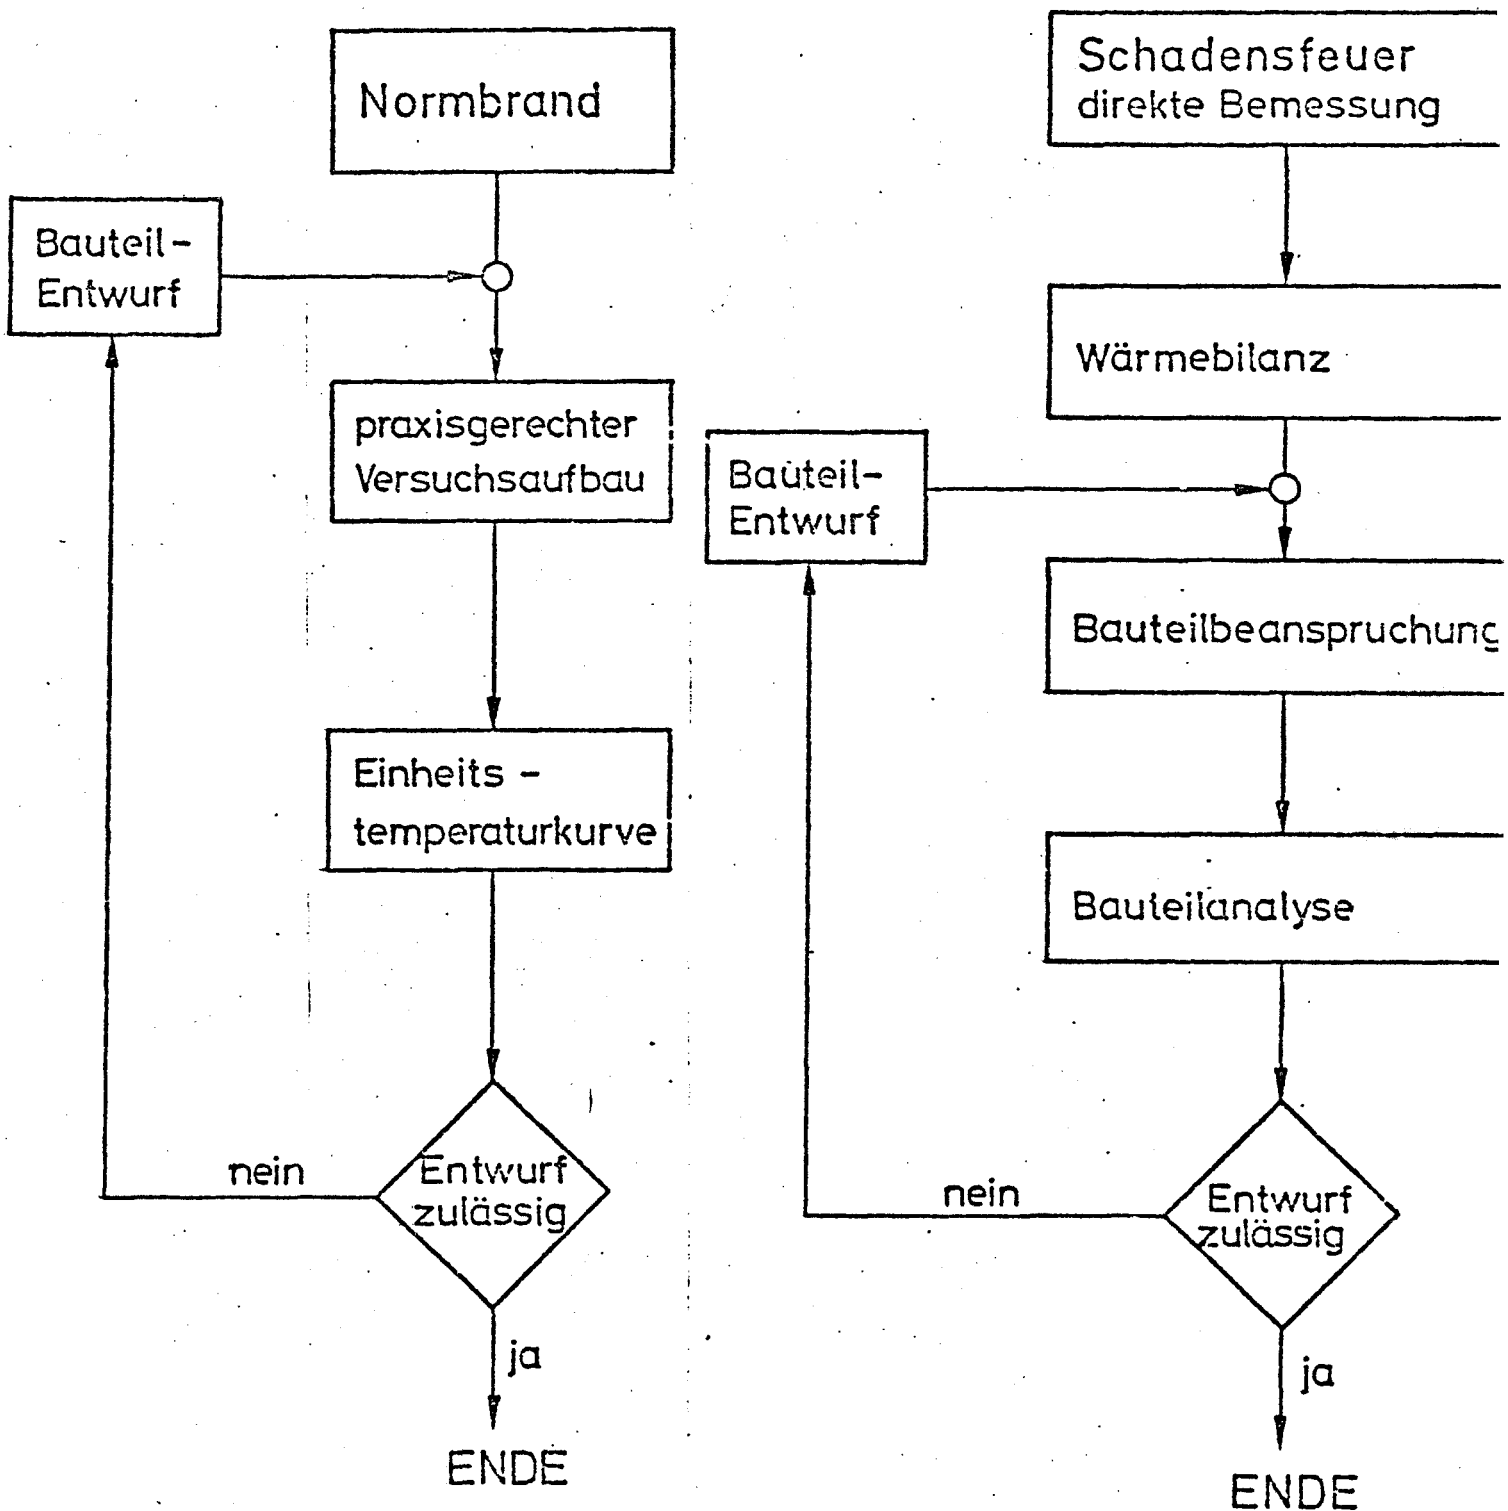 Normbrand
Bauteil-
Entwurf
praxisgerechter
Versuchsaufbau
Einheits-
temperaturkurve
nein
Entwurf
zulässig
ja
ENDE
Schadensfeuer
direkte Bemessung
Wärmebilanz
Bauteil-
Entwurf
Bauteilbeanspruchung
Bauteilanalyse
nein
Entwurf
zulässig
ja
ENDE